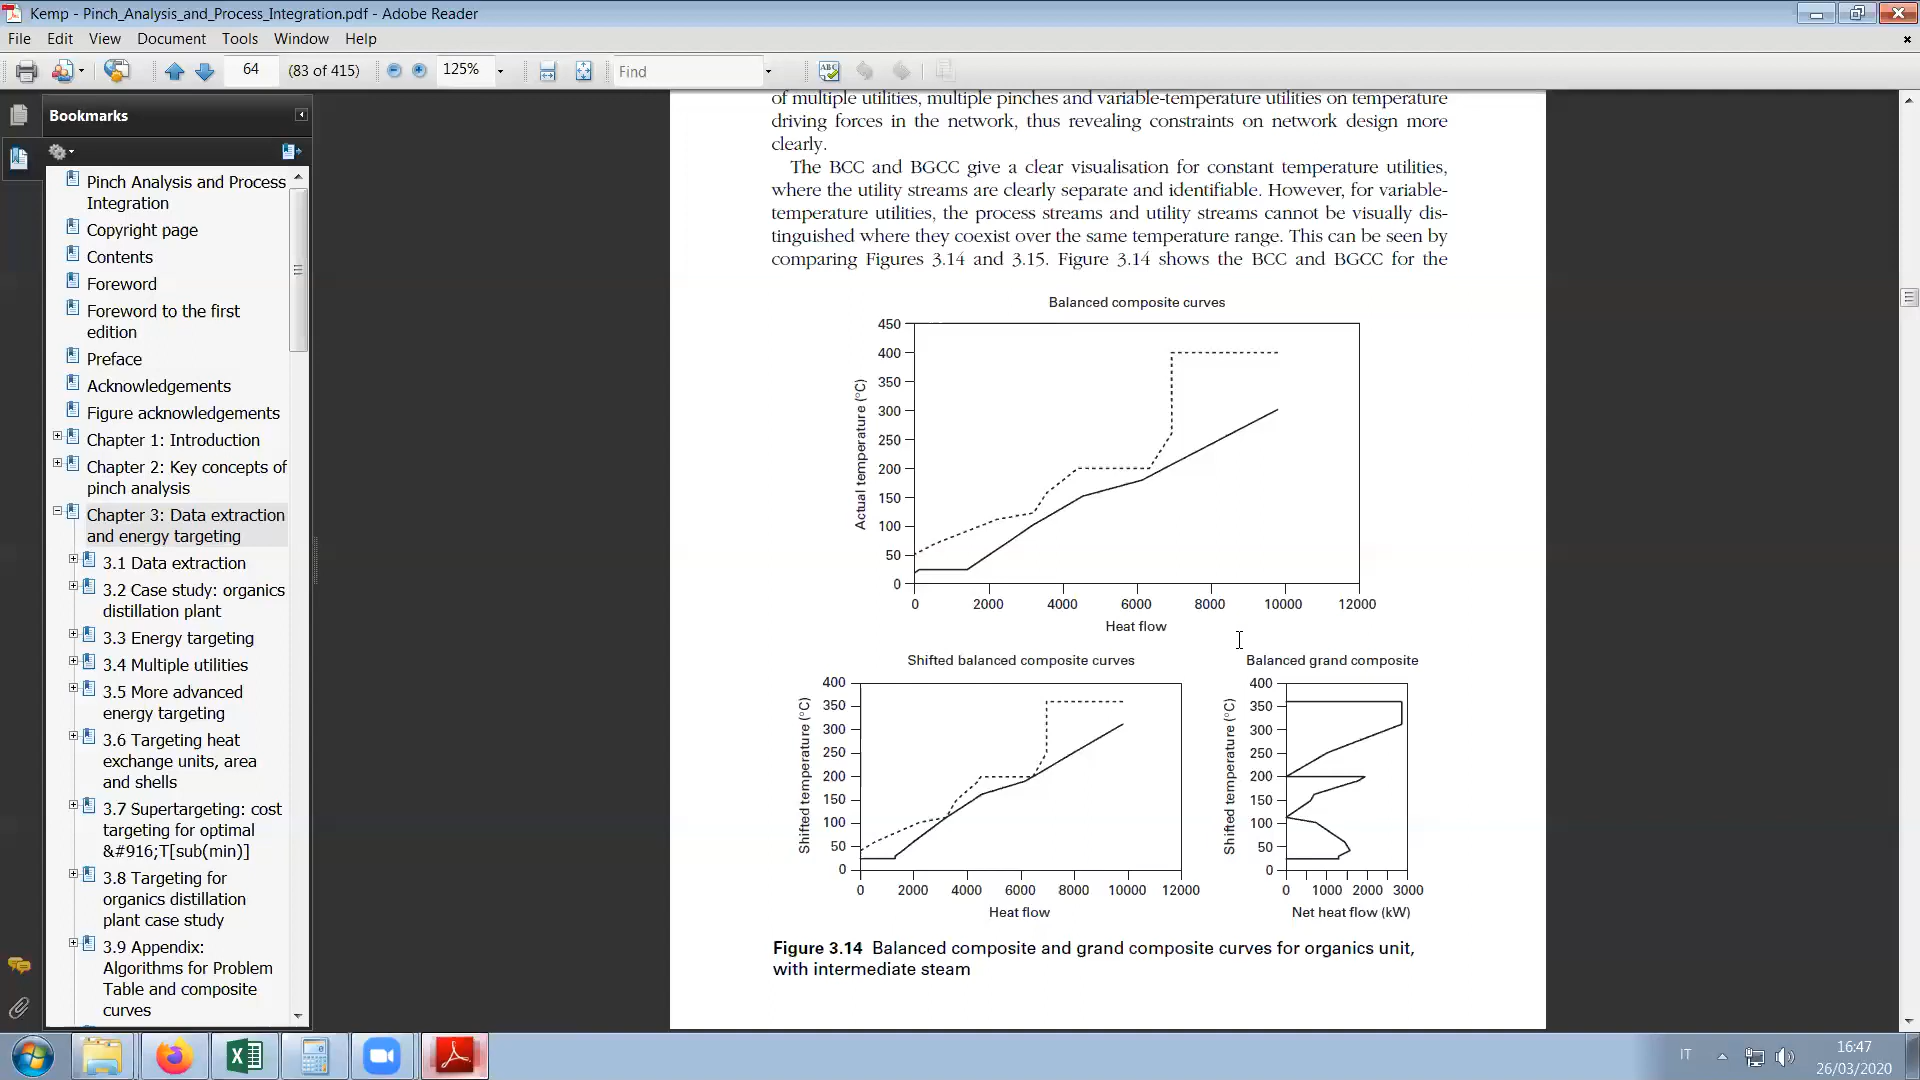 Kemp - Pinch_Analysis_and_Process_Integration.pdf - Adobe Reader
File Edit View Document Tools Window Help
64 (83 of 415) 125% Find
Bookmarks
Pinch Analysis and Process
Integration
Copyright page
Contents
Foreword
Foreword to the first
edition
Preface
Acknowledgements
Figure acknowledgements
Chapter 1: Introduction
Chapter 2: Key concepts of
pinch analysis
Chapter 3: Data extraction
and energy targeting
3.1 Data extraction
3.2 Case study: organics
distillation plant
3.3 Energy targeting
3.4 Multiple utilities
3.5 More advanced
energy targeting
3.6 Targeting heat
exchange units, area
and shells
3.7 Supertargeting: cost
targeting for optimal
&#916;T[sub(min)]
3.8 Targeting for
organics distillation
plant case study
3.9 Appendix:
Algorithms for Problem
Table and composite
curves
of multiple utilities, multiple pinches and variable-temperature utilities on temperature
driving forces in the network, thus revealing constraints on network design more
clearly.
The BCC and BGCC give a clear visualisation for constant temperature utilities,
where the utility streams are clearly separate and identifiable. However, for variable-
temperature utilities, the process streams and utility streams cannot be visually dis-
tinguished where they coexist over the same temperature range. This can be seen by
comparing Figures 3.14 and 3.15. Figure 3.14 shows the BCC and BGCC for the
Balanced composite curves
Actual temperature (°C)
450
400
350
300
250
200
150
100
50
0
0 2000 4000 6000 8000 10000 12000
Heat flow
Shifted balanced composite curves
Shifted temperature (°C)
400
350
300
250
200
150
100
50
0
0 2000 4000 6000 8000 10000 12000
Heat flow
Balanced grand composite
Shifted temperature (°C)
400
350
300
250
200
150
100
50
0
0 1000 2000 3000
Net heat flow (kW)
Figure 3.14 Balanced composite and grand composite curves for organics unit,
with intermediate steam
IT
16:47
26/03/2020